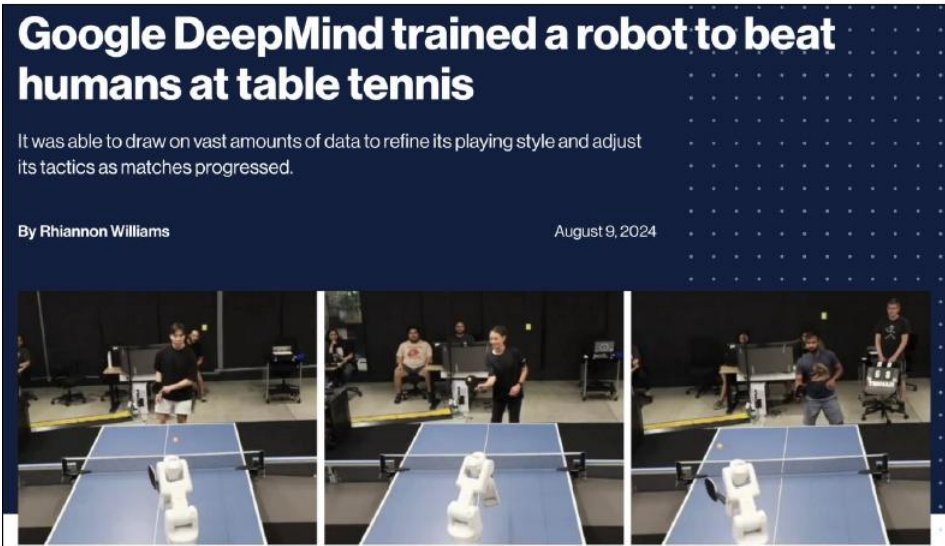 Google DeepMind trained a robot to beat
humans at table tennis
It was able to draw on vast amounts of data to refine its playing style and adjust
its tactics as matches progressed.
By Rhiannon Williams
August 9, 2024